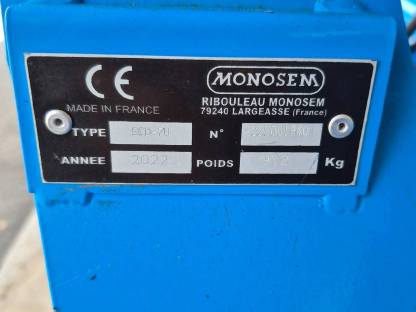 CE
MONOSEM
MADE IN FRANCE
RIBOULEAU MONOSEM
79240 LARGEASSE (France)
TYPE N°
ANNEE 2022 POIDS Kg